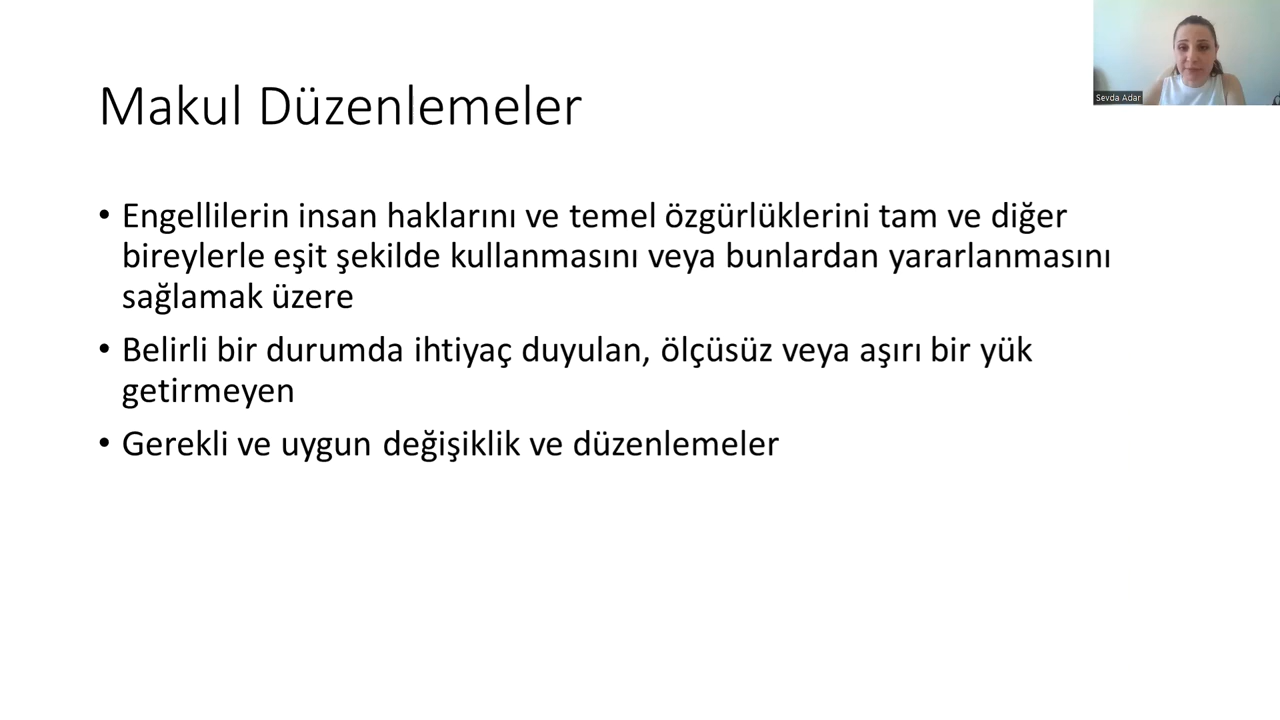 Makul Düzenlemeler
• Engellilerin insan haklarını ve temel özgürlüklerini tam ve diğer
bireylerle eşit şekilde kullanmasını veya bunlardan yararlanmasını
sağlamak üzere
• Belirli bir durumda ihtiyaç duyulan, ölçüsüz veya aşırı bir yük
getirmeyen
• Gerekli ve uygun değişiklik ve düzenlemeler
Sevda Adar